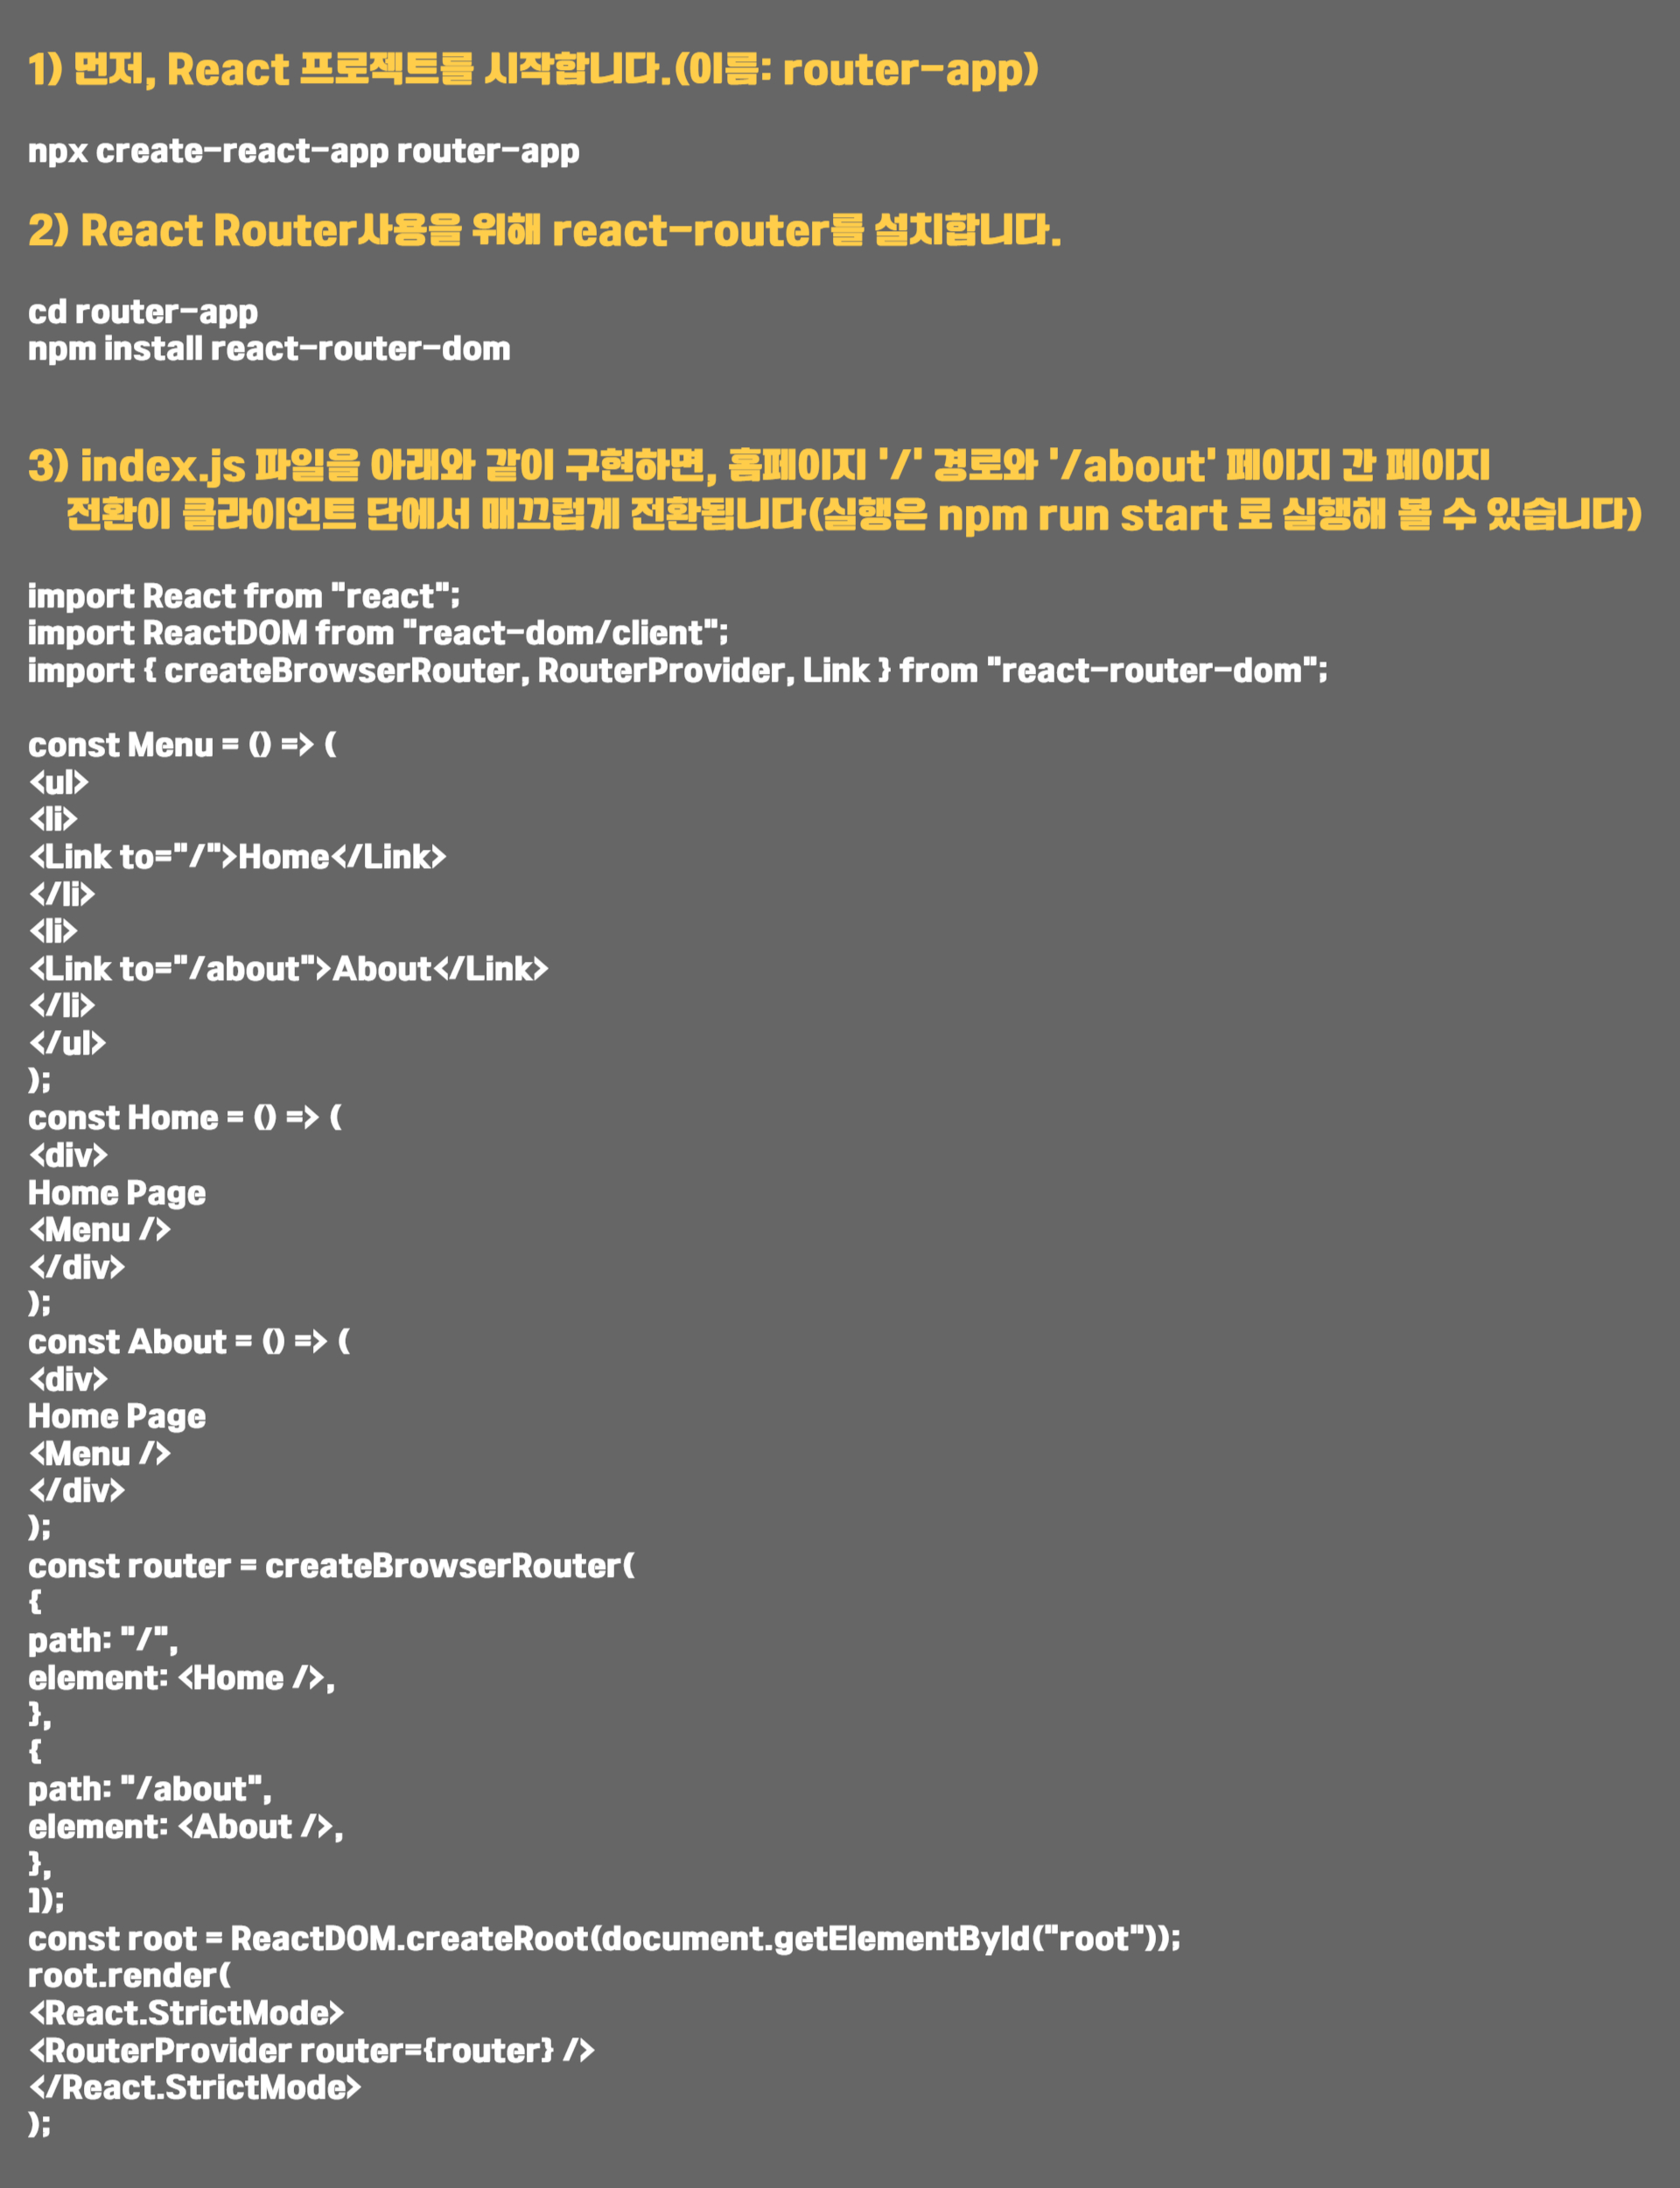 1) 먼저, React 프로젝트를 시작합니다.(이름: router-app)
npx create-react-app router-app
2) React Router사용을 위해 react-router를 설치합니다.
cd router-app
npm install react-router-dom
3) index.js 파일을 아래와 같이 구현하면, 홈페이지 '/' 경로와 '/about' 페이지 간 페이지
전환이 클라이언트 단에서 매끄럽게 전환됩니다(실행은 npm run start 로 실행해 볼 수 있습니다)
import React from "react";
import ReactDOM from "react-dom/client";
import { createBrowserRouter, RouterProvider, Link } from "react-router-dom";
const Menu = () => (
<ul>
<li>
<Link to="/">Home</Link>
</li>
<li>
<Link to="/about">About</Link>
</li>
</ul>
);
const Home = () => (
<div>
Home Page
<Menu />
</div>
);
const About = () => (
<div>
Home Page
<Menu />
</div>
);
const router = createBrowserRouter(
{
path: "/",
element: <Home />,
},
{
path: "/about",
element: <About />,
},
]);
const root = ReactDOM.createRoot(document.getElementById("root"));
root.render(
<React.StrictMode>
<RouterProvider router={router} />
</React.StrictMode>
);